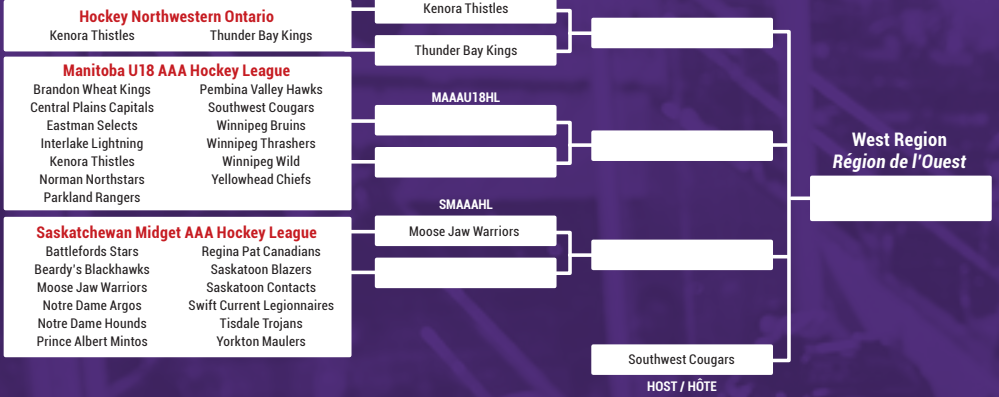 Hockey Northwestern Ontario
Kenora Thistles Thunder Bay Kings
Manitoba U18 AAA Hockey League
Brandon Wheat Kings Pembina Valley Hawks
Central Plains Capitals Southwest Cougars
Eastman Selects Winnipeg Bruins
Interlake Lightning Winnipeg Thrashers
Kenora Thistles Winnipeg Wild
Norman Northstars Yellowhead Chiefs
Parkland Rangers
Saskatchewan Midget AAA Hockey League
Battlefords Stars Regina Pat Canadians
Beardy's Blackhawks Saskatoon Blazers
Moose Jaw Warriors Saskatoon Contacts
Notre Dame Argos Swift Current Legionnaires
Notre Dame Hounds Tisdale Trojans
Prince Albert Mintos Yorkton Maulers
Kenora Thistles
Thunder Bay Kings
MAAAU18HL
SMAAAHL
Moose Jaw Warriors
Southwest Cougars
HOST / HÔTE
West Region
Région de l'Ouest